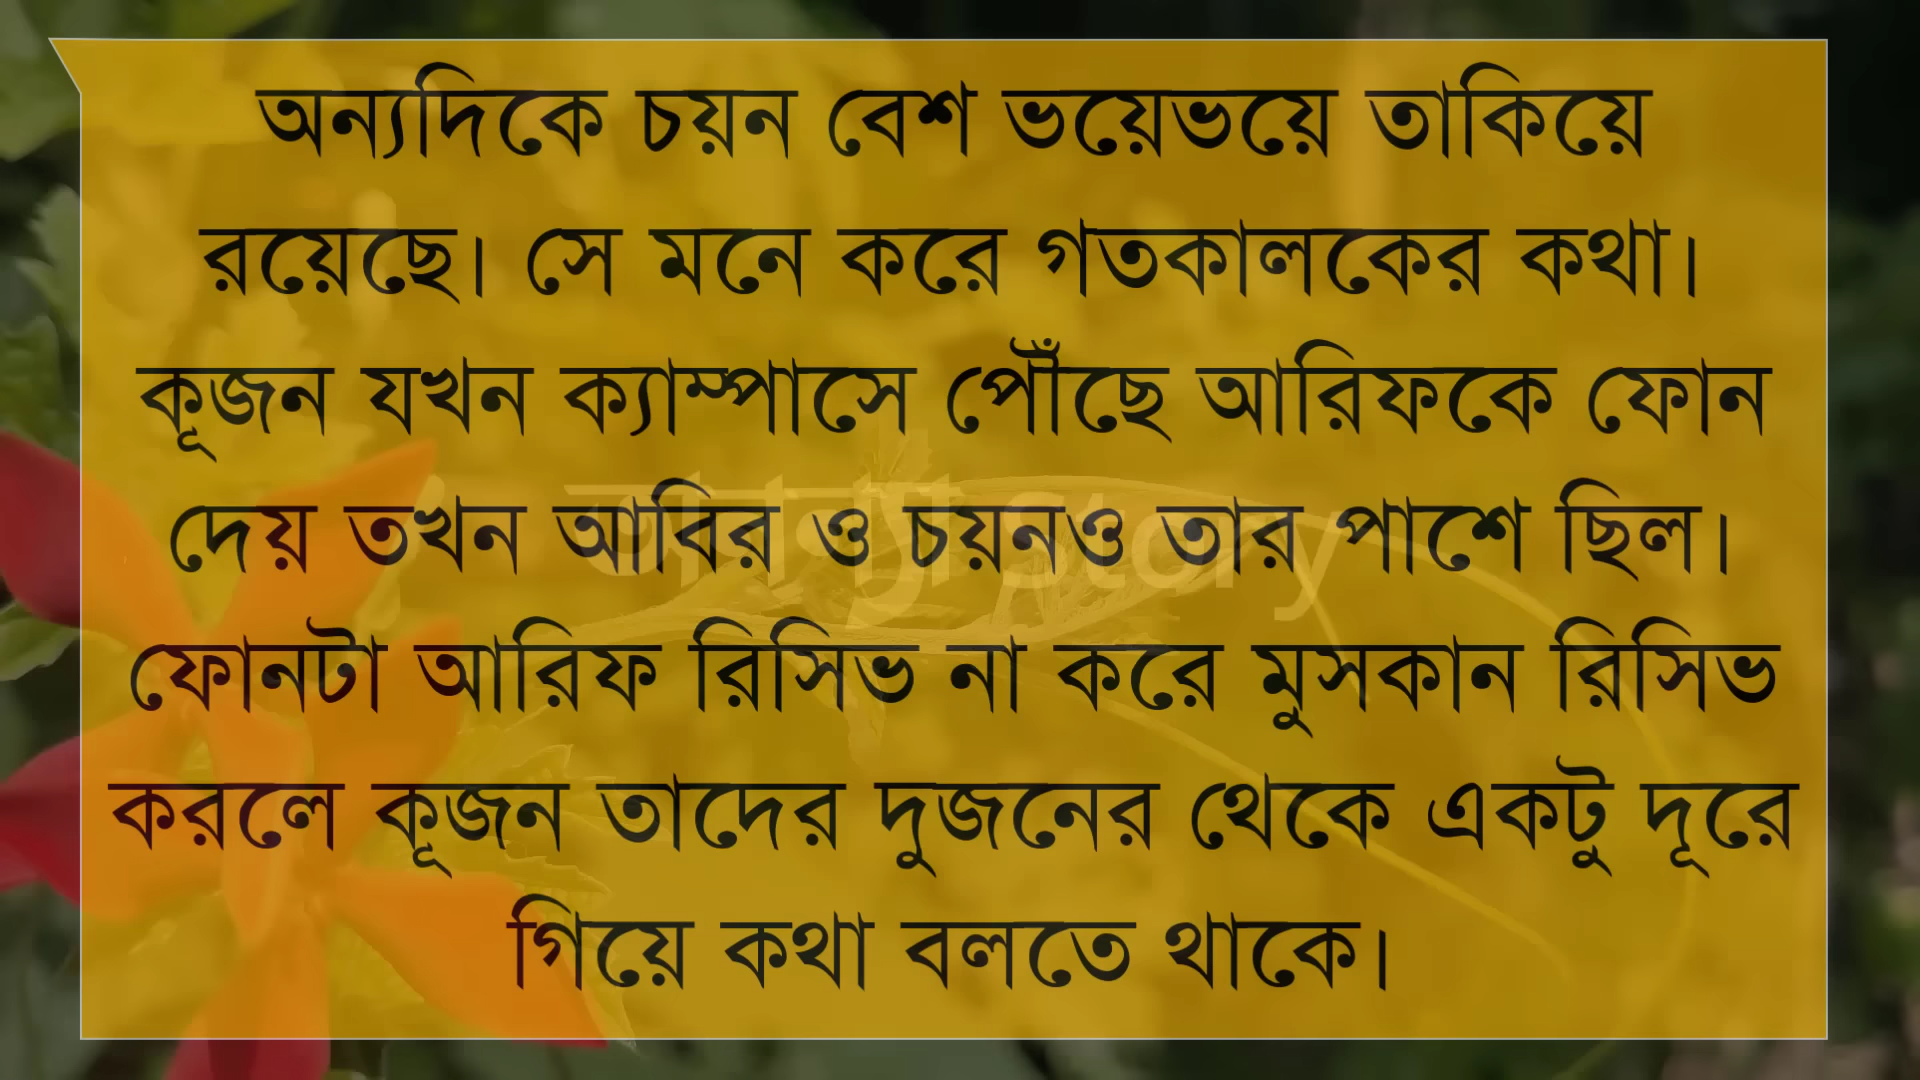 অন্যদিকে চয়ন বেশ ভয়েভয়ে তাকিয়ে
রয়েছে। সে মনে করে গতকালকের কথা।
কূজন যখন ক্যাম্পাসে পৌঁছে আরিফকে ফোন
দেয় তখন আবির ও চয়নও তার পাশে ছিল।
ফোনটা আরিফ রিসিভ না করে মুসকান রিসিভ
করলে কূজন তাদের দুজনের থেকে একটু দূরে
গিয়ে কথা বলতে থাকে।
story